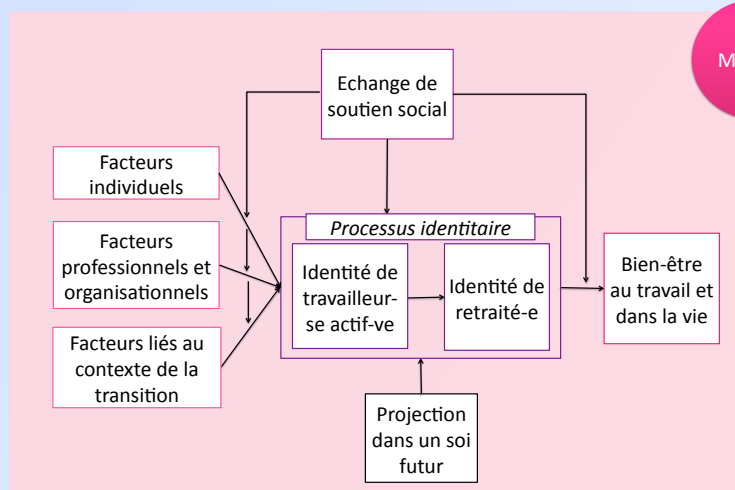 Echange de
soutien social
M
Facteurs
individuels
Facteurs
professionnels et
organisationnels
Facteurs liés au
contexte de la
transition
Processus identitaire
Identité de
travailleur-
se actif-ve
Identité de
retraité-e
Bien-être
au travail et
dans la vie
Projection
dans un soi
futur